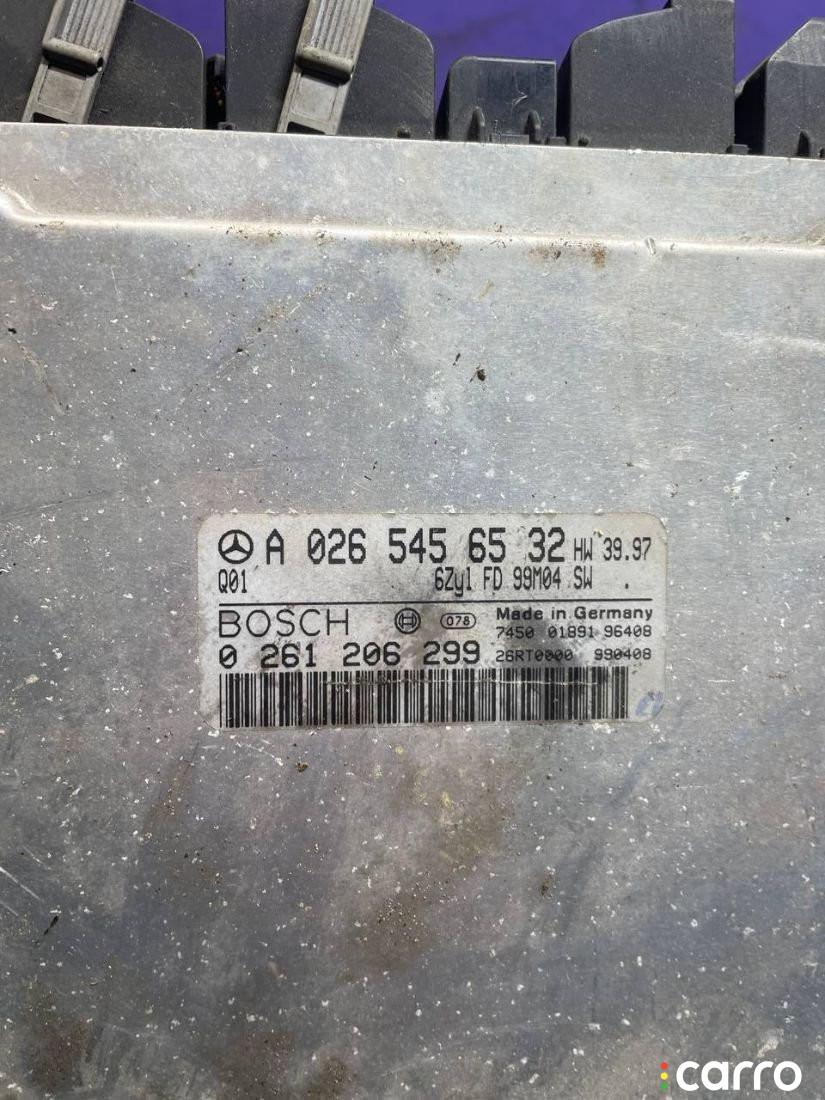 A 026 545 65 32 HW 39.97
Q01 6Zyl FD 99M04 SW .
BOSCH 078 Made in Germany
7450 01891 96408
0 261 206 299 26RT0000 990408
carro